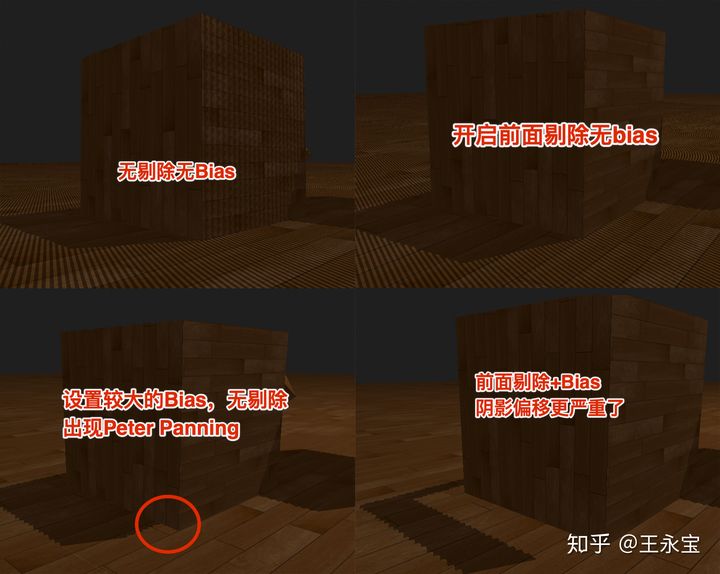 无剔除无Bias
开启前面剔除无bias
设置较大的Bias，无剔除
出现Peter Panning
前面剔除+Bias
阴影偏移更严重了
知乎 @王永宝